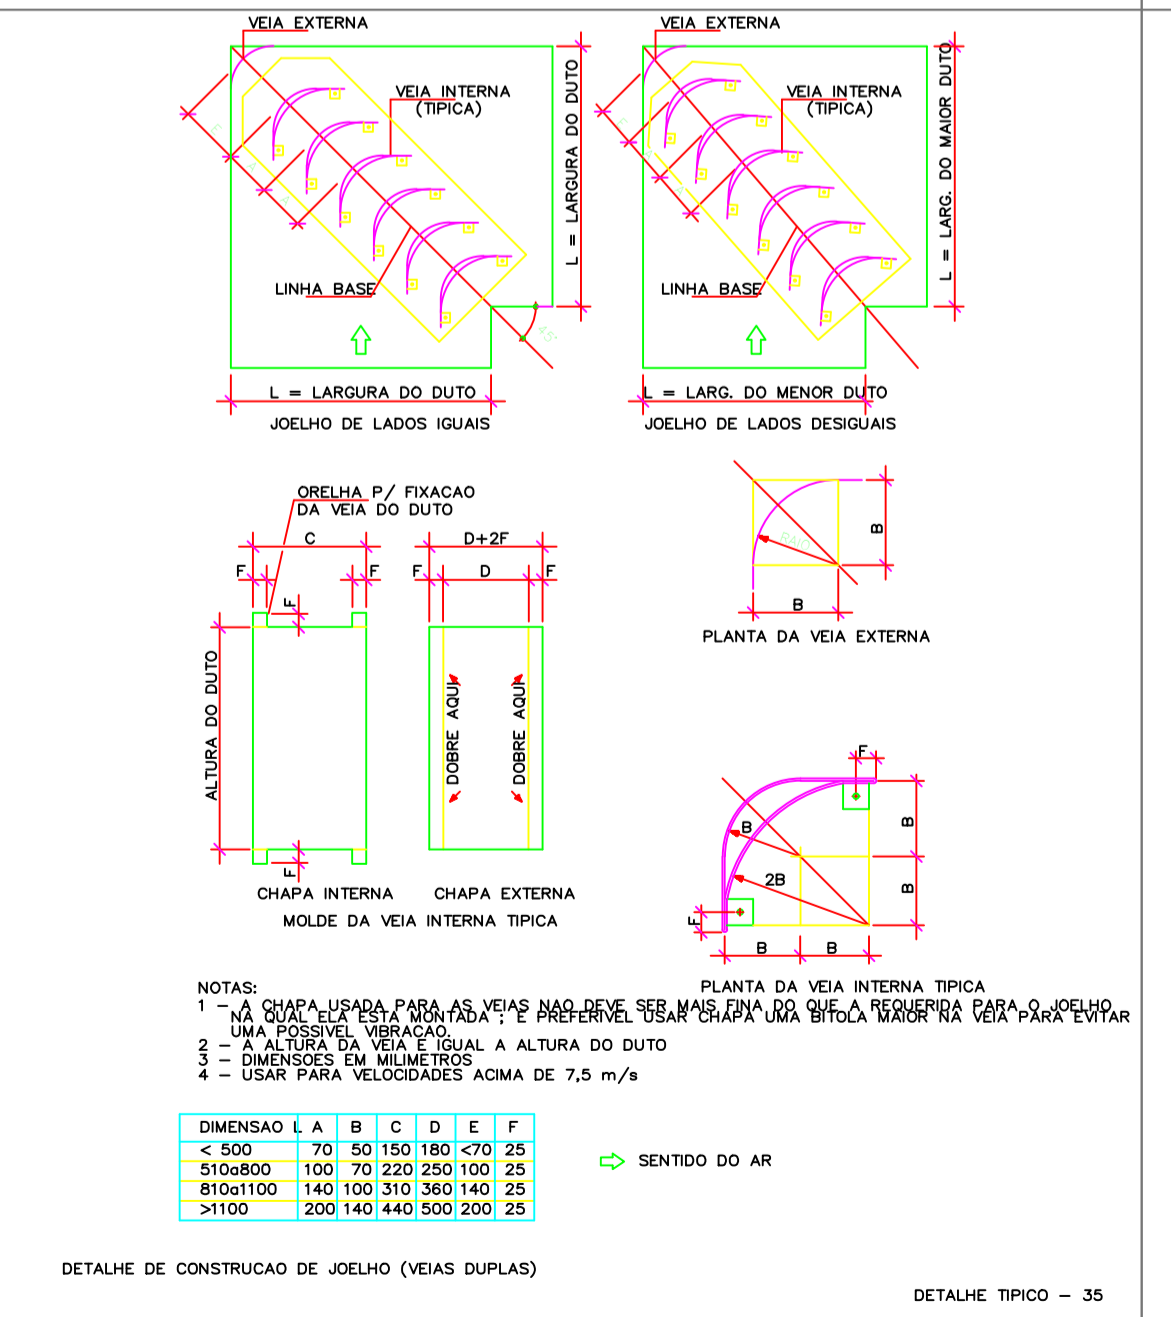 VEIA EXTERNA
VEIA INTERNA
(TIPICA)
F
A
A
L = LARGURA DO DUTO
LINHA BASE
45°
L = LARGURA DO DUTO
JOELHO DE LADOS IGUAIS
VEIA EXTERNA
VEIA INTERNA
(TIPICA)
A
A
L = LARG. DO MAIOR DUTO
LINHA BASE
L = LARG. DO MENOR DUTO
JOELHO DE LADOS DESIGUAIS
ORELHA P/ FIXACAO
DA VEIA DO DUTO
C
F
F
F
ALTURA DO DUTO
F
CHAPA INTERNA
D+2F
F
D
F
DOBRE AQUI
DOBRE AQUI
CHAPA EXTERNA
MOLDE DA VEIA INTERNA TIPICA
RAIO
B
B
PLANTA DA VEIA EXTERNA
F
B
2B
B
B
F
B
B
PLANTA DA VEIA INTERNA TIPICA
NOTAS:
1 – A CHAPA USADA PARA AS VEIAS NAO DEVE SER MAIS FINA DO QUE A REQUERIDA PARA O JOELHO
NA QUAL ELA ESTA MONTADA ; E PREFERIVEL USAR CHAPA UMA BITOLA MAIOR NA VEIA PARA EVITAR
UMA POSSIVEL VIBRACAO.
2 – A ALTURA DA VEIA E IGUAL A ALTURA DO DUTO
3 – DIMENSOES EM MILIMETROS
4 – USAR PARA VELOCIDADES ACIMA DE 7,5 m/s
DIMENSAO L A B C D E F
< 500 70 50 150 180 <70 25
510a800 100 70 220 250 100 25
810a1100 140 100 310 360 140 25
>1100 200 140 440 500 200 25
SENTIDO DO AR
DETALHE DE CONSTRUCAO DE JOELHO (VEIAS DUPLAS)
DETALHE TIPICO – 35